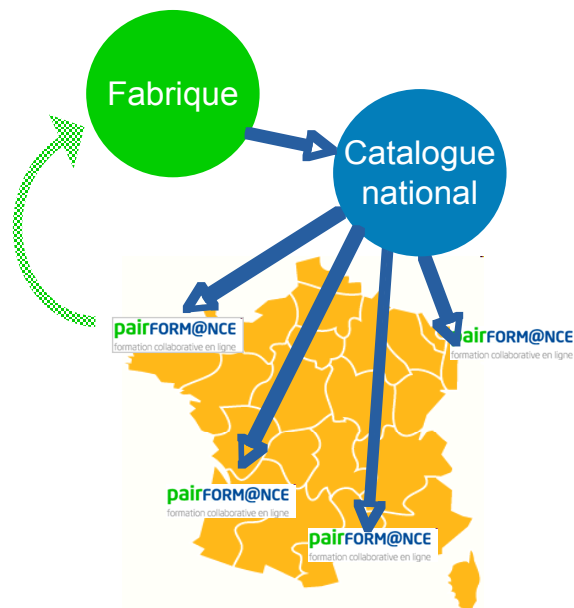 Fabrique
Catalogue
national
pairFORM@NCE
formation collaborative en ligne
pairFORM@NCE
formation collaborative en ligne
pairFORM@NCE
formation collaborative en ligne
pairFORM@NCE
formation collaborative en ligne